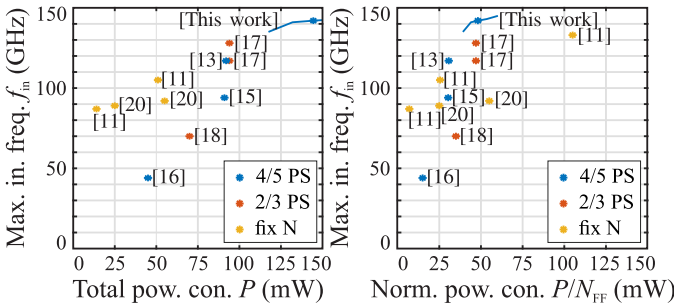 Max. in. freq. f_in (GHz)
150
100
50
0
[This work]
[17]
[13]
[17]
[11]
[20]
[20]
[15]
[11]
[18]
[16]
4/5 PS
2/3 PS
fix N
0 25 50 75 100 125 150
Total pow. con. P (mW)
Max. in. freq. f_in (GHz)
150
100
50
0
[This work]
[11]
[17]
[13]
[17]
[11]
[15]
[20]
[11]
[20]
[18]
[16]
4/5 PS
2/3 PS
fix N
0 25 50 75 100 125 150
Norm. pow. con. P/N_FF (mW)